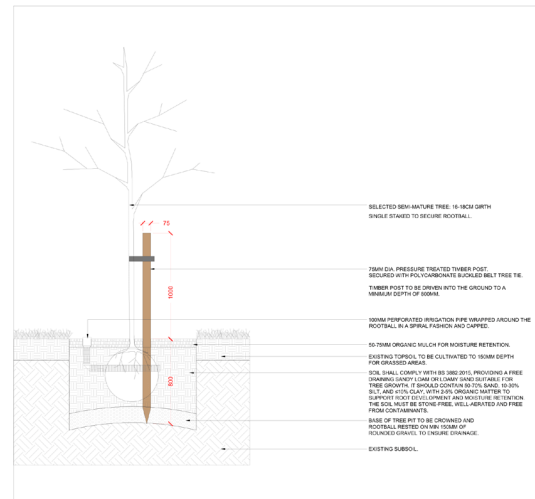 SELECTED SEMI-MATURE TREE: 16-18CM GIRTH
SINGLE STAKED TO SECURE ROOTBALL.
75
75MM DIA. PRESSURE TREATED TIMBER POST.
SECURED WITH POLYCARBONATE BUCKLED BELT TREE TIE.
TIMBER POST TO BE DRIVEN INTO THE GROUND TO A
MINIMUM DEPTH OF 800MM.
1000
100MM PERFORATED IRRIGATION PIPE WRAPPED AROUND THE
ROOTBALL IN A SPIRAL FASHION AND CAPPED.
50-75MM ORGANIC MULCH FOR MOISTURE RETENTION.
EXISTING TOPSOIL TO BE CULTIVATED TO 150MM DEPTH
FOR GRASSED AREAS.
800
SOIL SHALL COMPLY WITH BS 3882:2015, PROVIDING A FREE
DRAINING SANDY LOAM OR LOAMY SAND SUITABLE FOR
TREE GROWTH. IT SHOULD CONTAIN 50-70% SAND, 10-30%
SILT, AND ≤10% CLAY, WITH 2-5% ORGANIC MATTER TO
SUPPORT ROOT DEVELOPMENT AND MOISTURE RETENTION.
THE SOIL MUST BE STONE-FREE, WELL-AERATED AND FREE
FROM CONTAMINANTS.
BASE OF TREE PIT TO BE CROWNED AND
ROOTBALL RESTED ON MIN 150MM OF
ROUNDED GRAVEL TO ENSURE DRAINAGE.
EXISTING SUBSOIL.